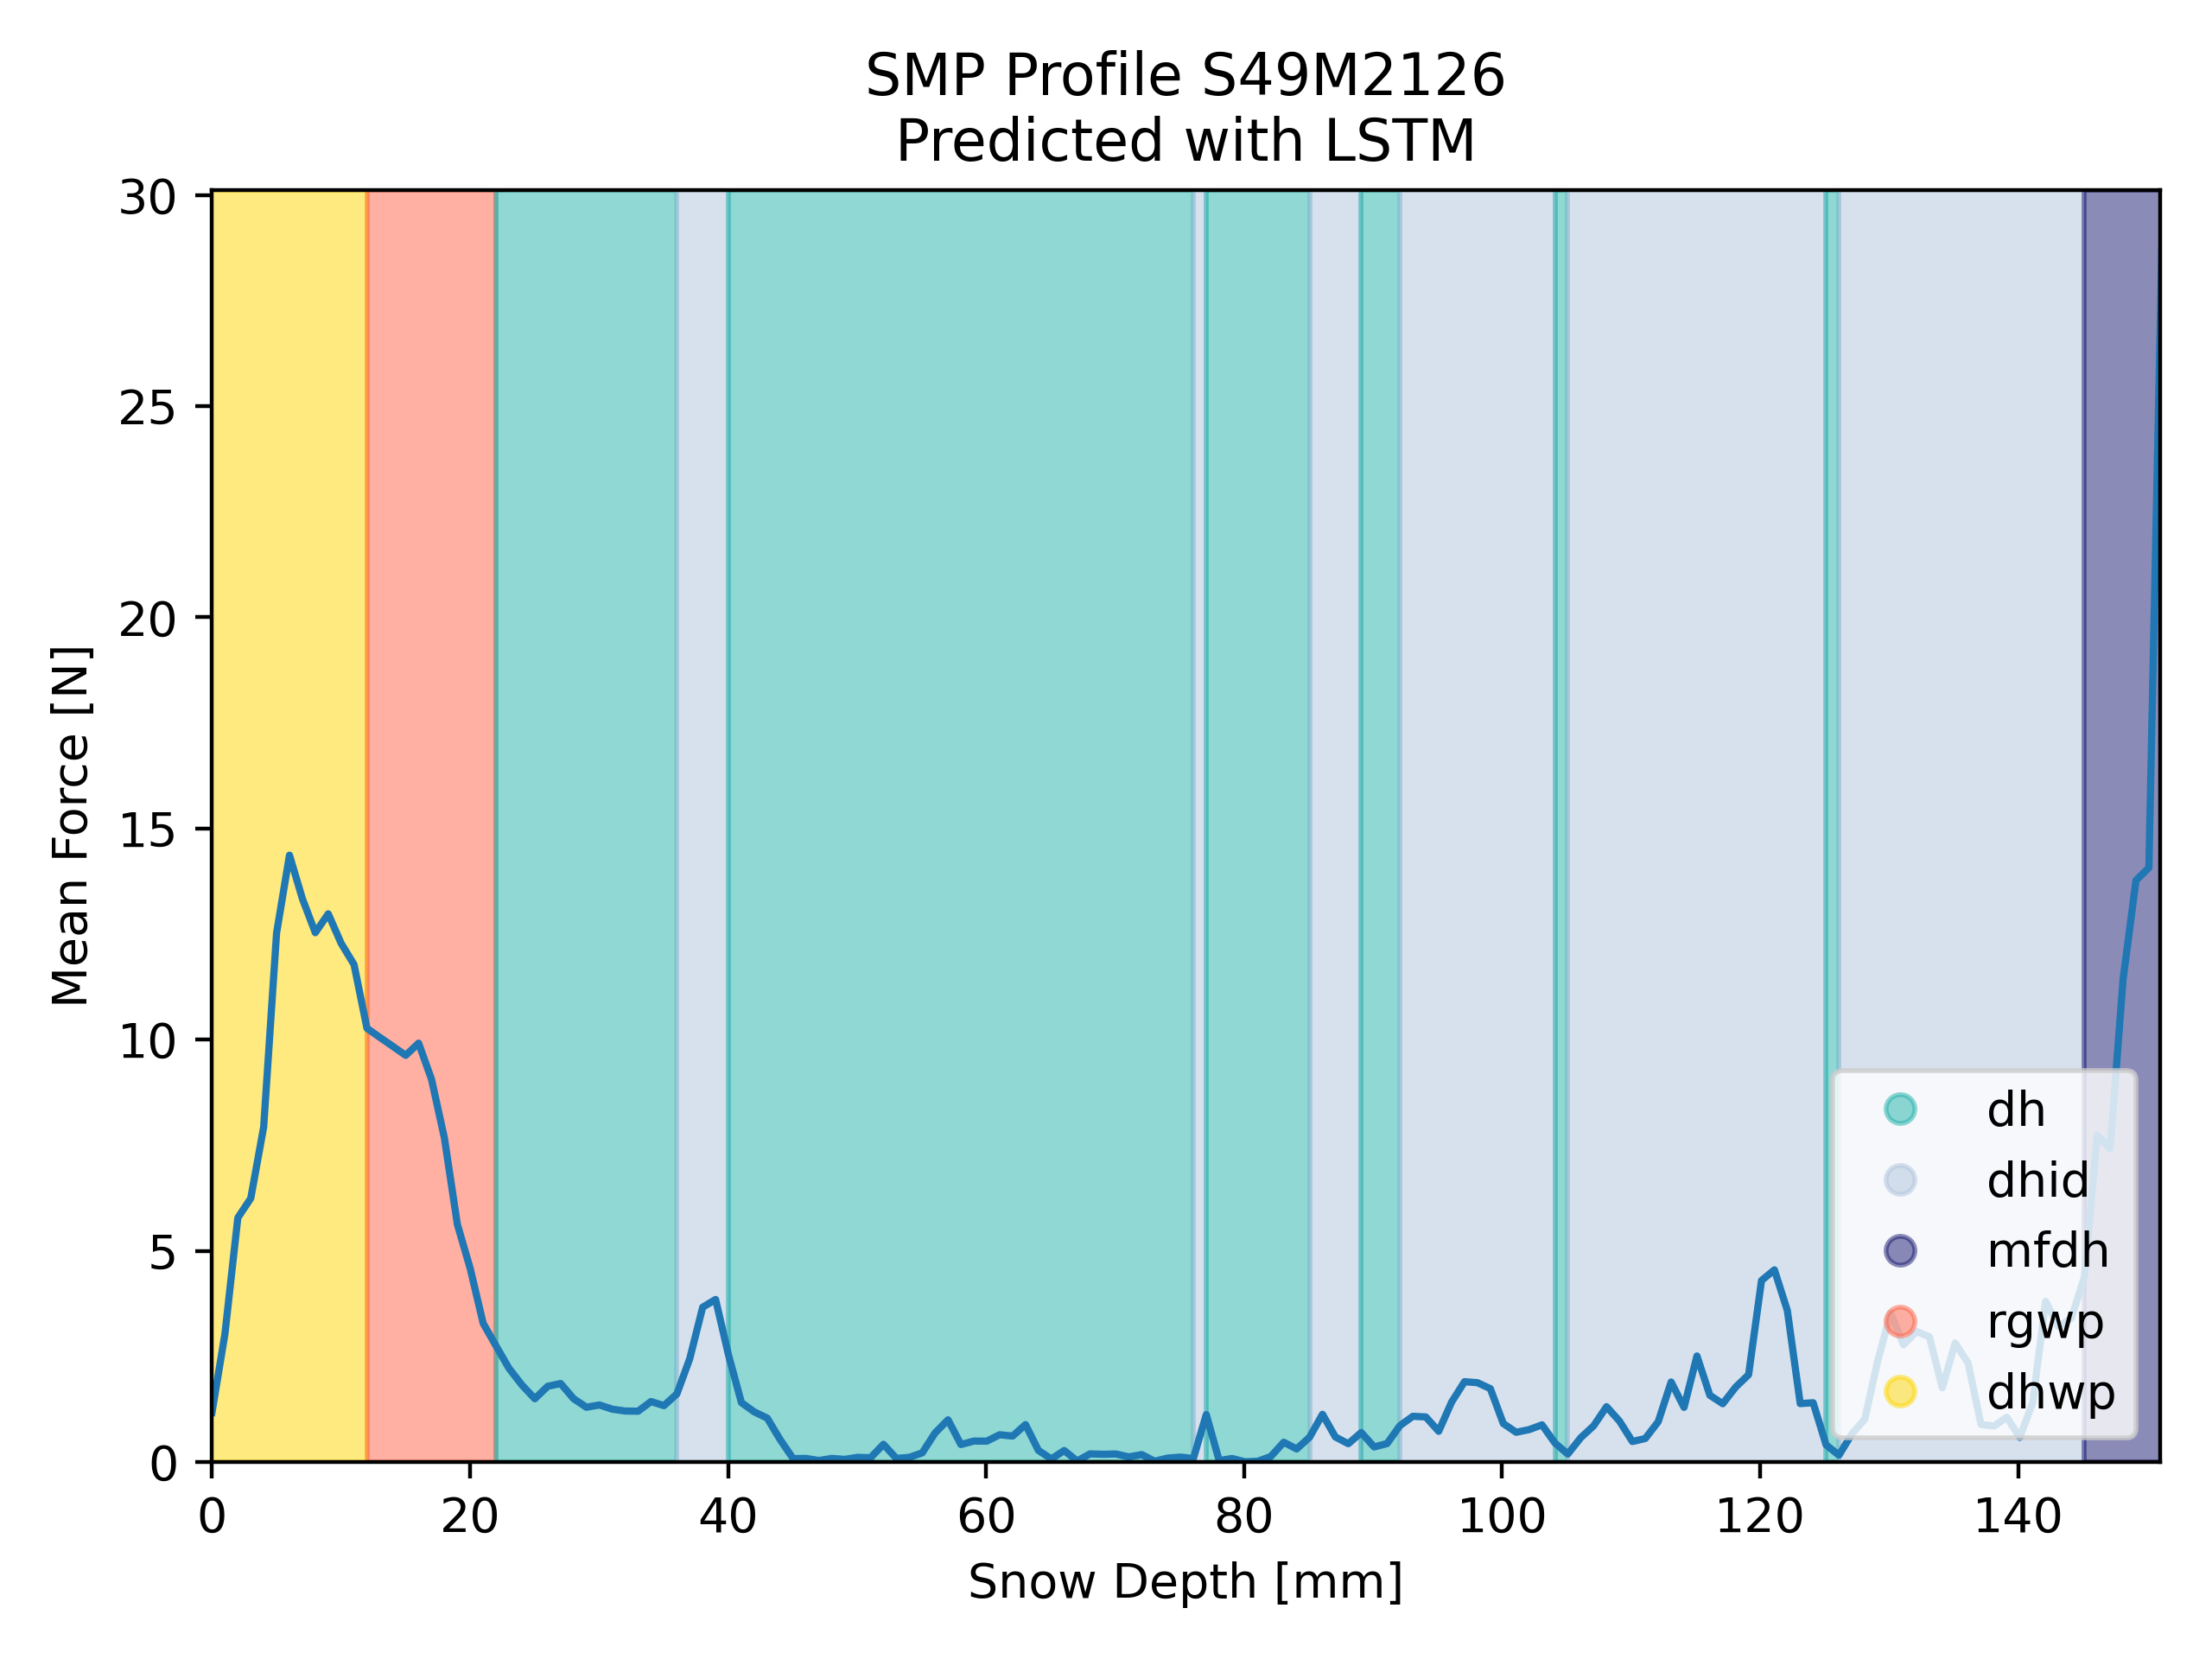 SMP Profile S49M2126
Predicted with LSTM
Mean Force [N]
30
25
20
15
10
5
0
dh
dhid
mfdh
rgwp
dhwp
0 20 40 60 80 100 120 140
Snow Depth [mm]